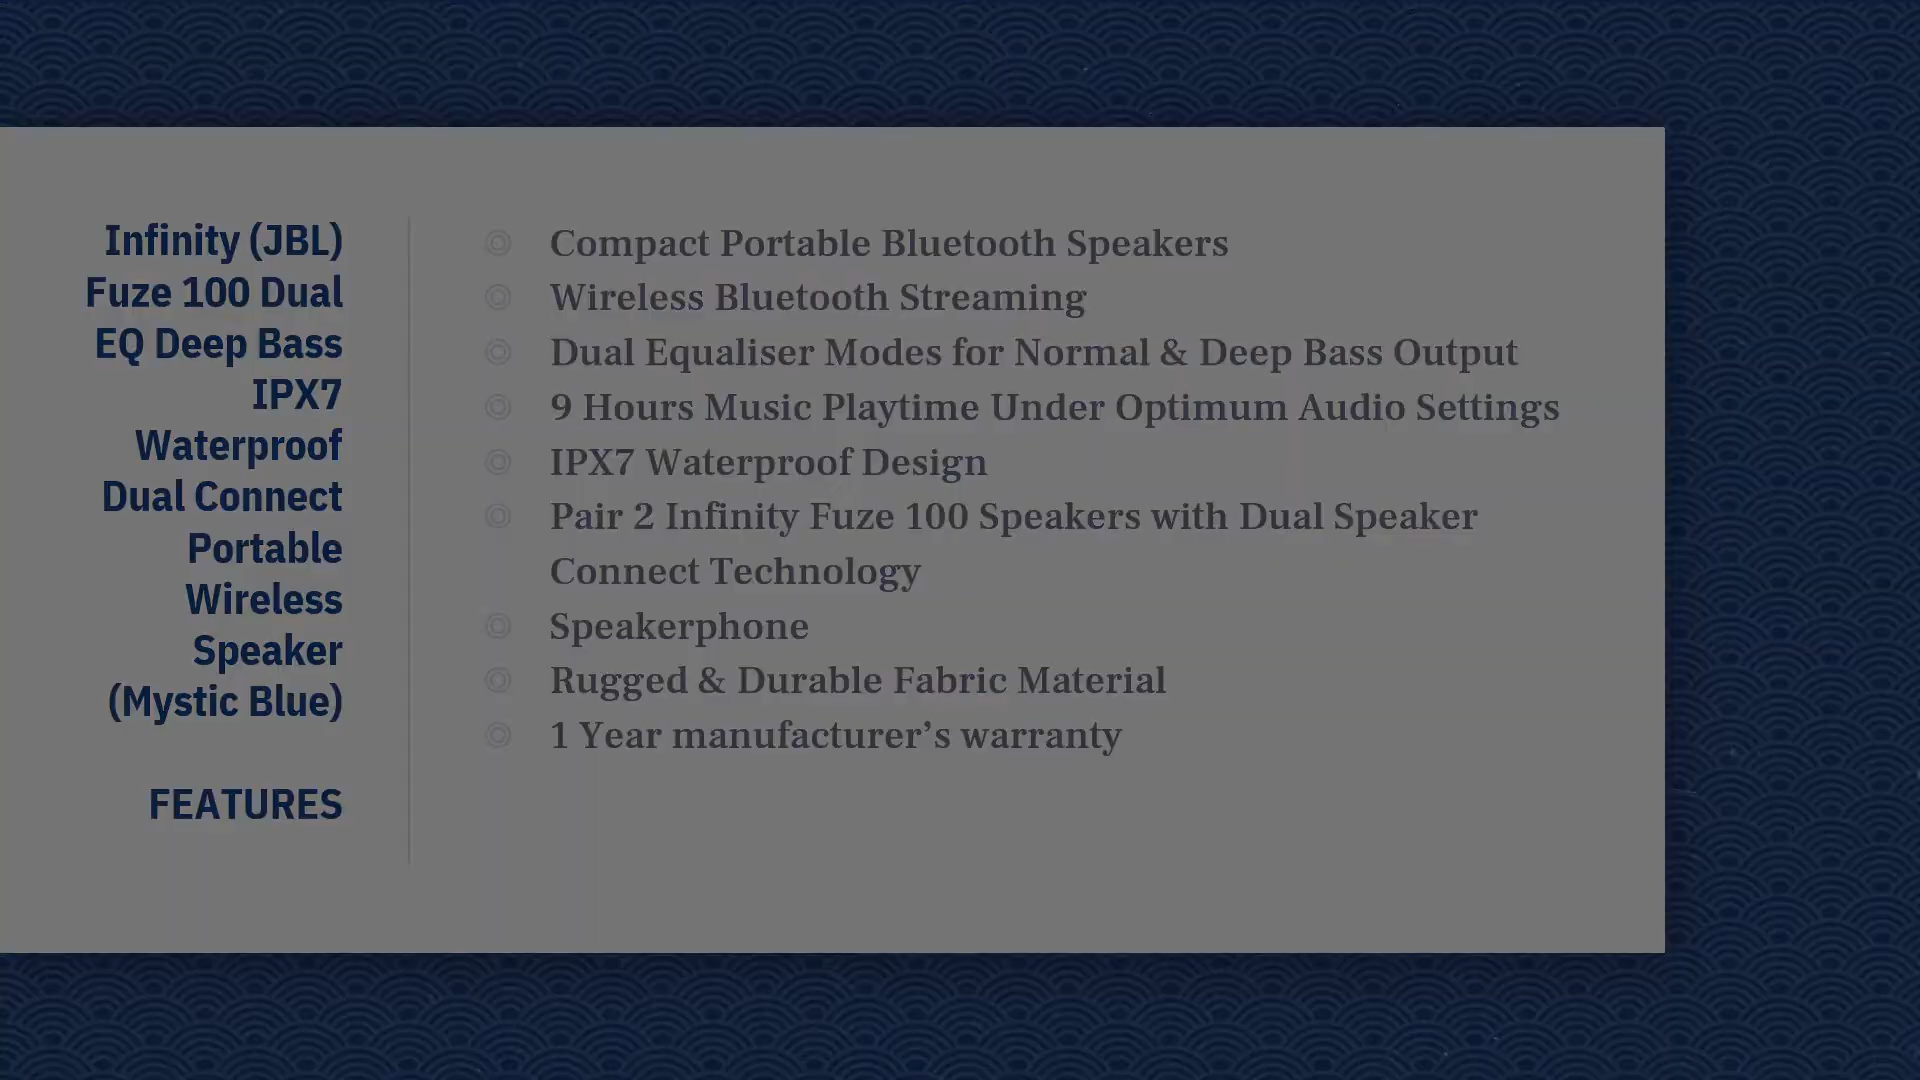 Infinity (JBL)
Fuze 100 Dual
EQ Deep Bass
IPX7
Waterproof
Dual Connect
Portable
Wireless
Speaker
(Mystic Blue)
FEATURES
Compact Portable Bluetooth Speakers
Wireless Bluetooth Streaming
Dual Equaliser Modes for Normal & Deep Bass Output
9 Hours Music Playtime Under Optimum Audio Settings
IPX7 Waterproof Design
Pair 2 Infinity Fuze 100 Speakers with Dual Speaker
Connect Technology
Speakerphone
Rugged & Durable Fabric Material
1 Year manufacturer’s warranty